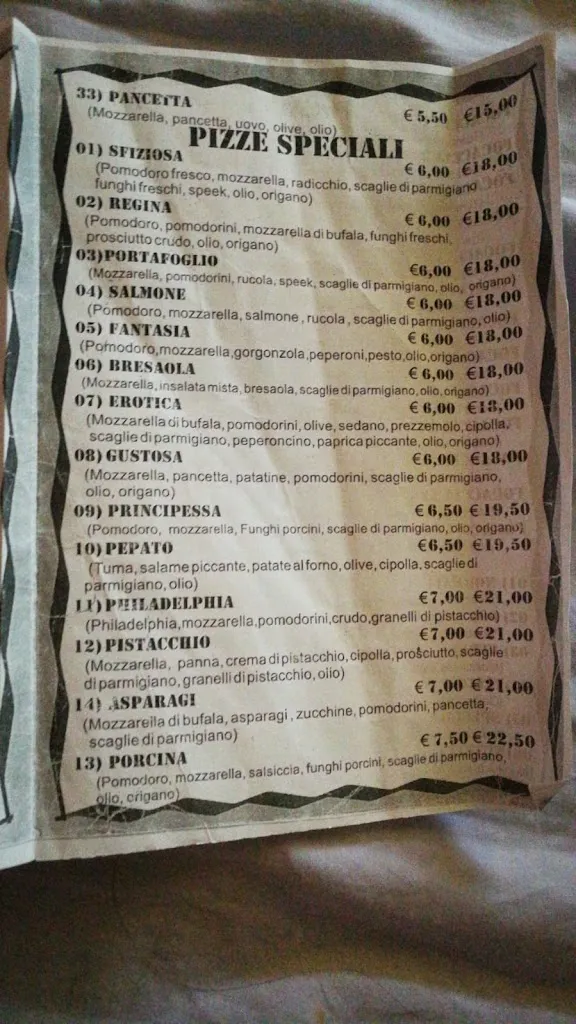 33) PANCETTA € 5,50 €15,00
(Mozzarella, pancetta, uovo, olive, olio)
PIZZE SPECIALI
01) SFIZIOSA € 6,00 €18,00
(Pomodoro fresco, mozzarella, radicchio, scaglie di parmigiano
funghi freschi, speek, olio, origano)
02) REGINA € 6,00 €18,00
(Pomodoro, pomodorini, mozzarella di bufala, funghi freschi,
prosciutto crudo, olio, origano)
03)PORTAFOGLIO €6,00 €18,00
(Mozzarella, pomodorini, rucola, speek, scaglie di parmigiano, olio, origano)
04) SALMONE € 6,00 €18,00
(Pomodoro, mozzarella, salmone , rucola , scaglie di parmigiano, olio)
05) FANTASIA € 6,00 €18,00
(Pomodoro,mozzarella,gorgonzola,peperoni,pesto,olio,origano)
06) BRESAOLA € 6,00 €18,00
(Mozzarella, insalata mista, bresaola, scaglie di parmigiano, olio, origano)
07) EROTICA € 6,00 €18,00
(Mozzarella di bufala, pomodorini, olive, sedano, prezzemolo, cipolla,
scaglie di parmigiano, peperoncino, paprica piccante, olio, origano)
08) GUSTOSA €6,00 €18,00
(Mozzarella, pancetta, patatine, pomodorini, scaglie di parmigiano,
olio, origano)
09) PRINCIPESSA € 6,50 € 19,50
(Pomodoro, mozzarella, Funghi porcini, scaglie di parmigiano, olio, origano)
10) PEPATO €6,50 €19,50
(Tuma, salame piccante, patate al forno, olive, cipolla, scaglie di
parmigiano, olio)
11) PHILADELPHIA €7,00 €21,00
(Philadelphia,mozzarella,pomodorini,crudo,granelli di pistacchio)
12) PISTACCHIO €7,00 €21,00
(Mozzarella, panna, crema di pistacchio, cipolla, prosciutto, scaglie
di parmigiano, granelli di pistacchio, olio)
14) ASPARAGI € 7,00 € 21,00
(Mozzarella di bufala, asparagi , zucchine, pomodorini, pancetta,
scaglie di parmigiano)
13) PORCINA € 7,50 € 22,50
(Pomodoro, mozzarella, salsiccia, funghi porcini, scaglie di parmigiano,
olio, origano)